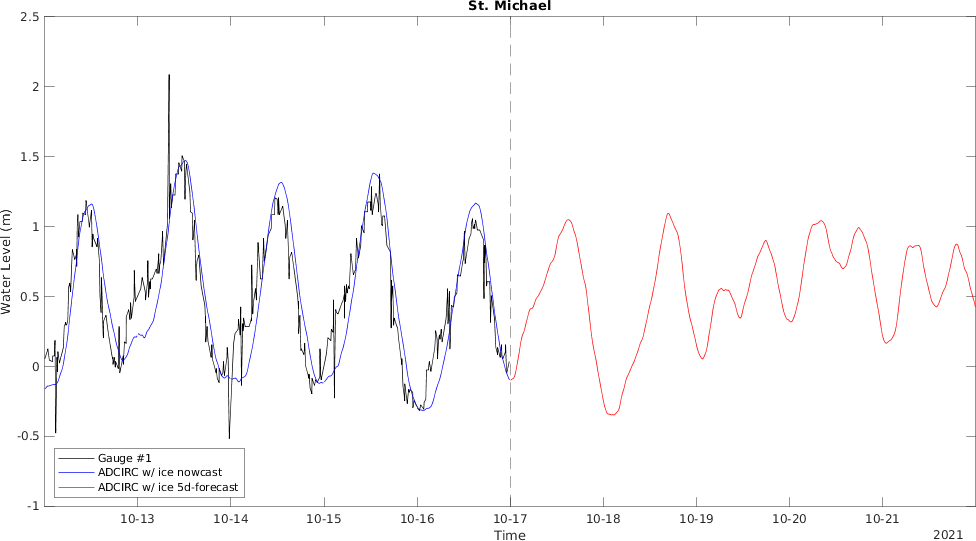 St. Michael
Water Level (m)
2.5
2
1.5
1
0.5
0
-0.5
-1
Gauge #1
ADCIRC w/ ice nowcast
ADCIRC w/ ice 5d-forecast
10-13 10-14 10-15 10-16 10-17 10-18 10-19 10-20 10-21
Time
2021